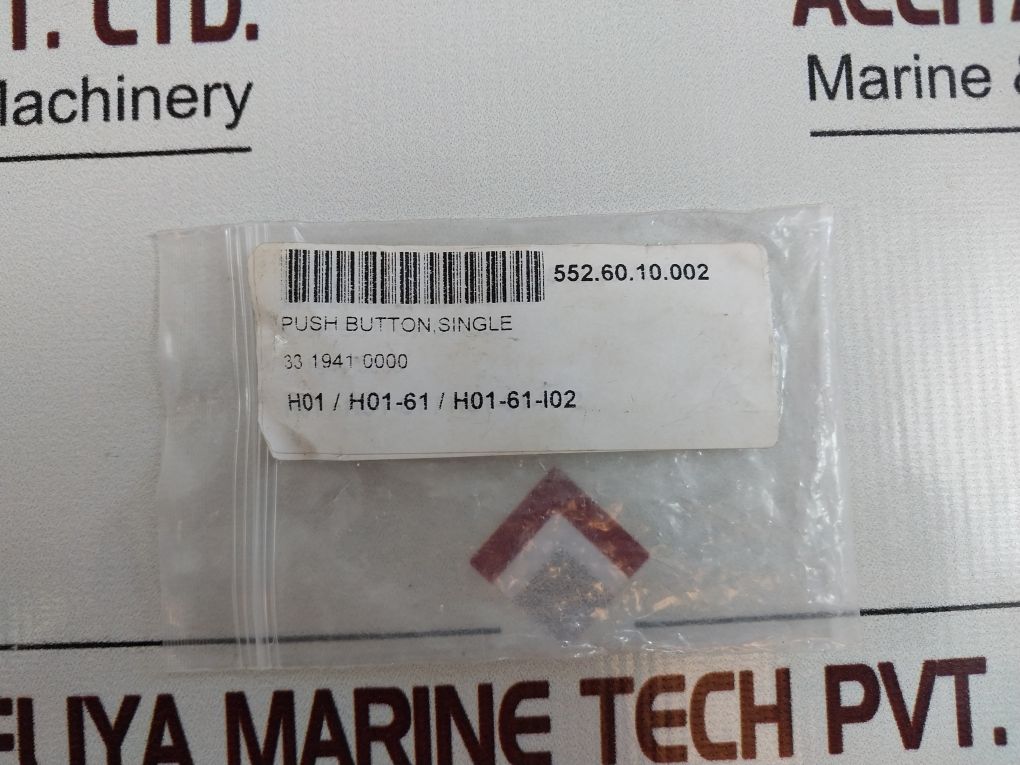 T. LTD.
Machinery
Marine &
552.60.10.002
PUSH BUTTON,SINGLE
33 1941 0000
H01 / H01-61 / H01-61-I02
FUYA MARINE TECH PVT.